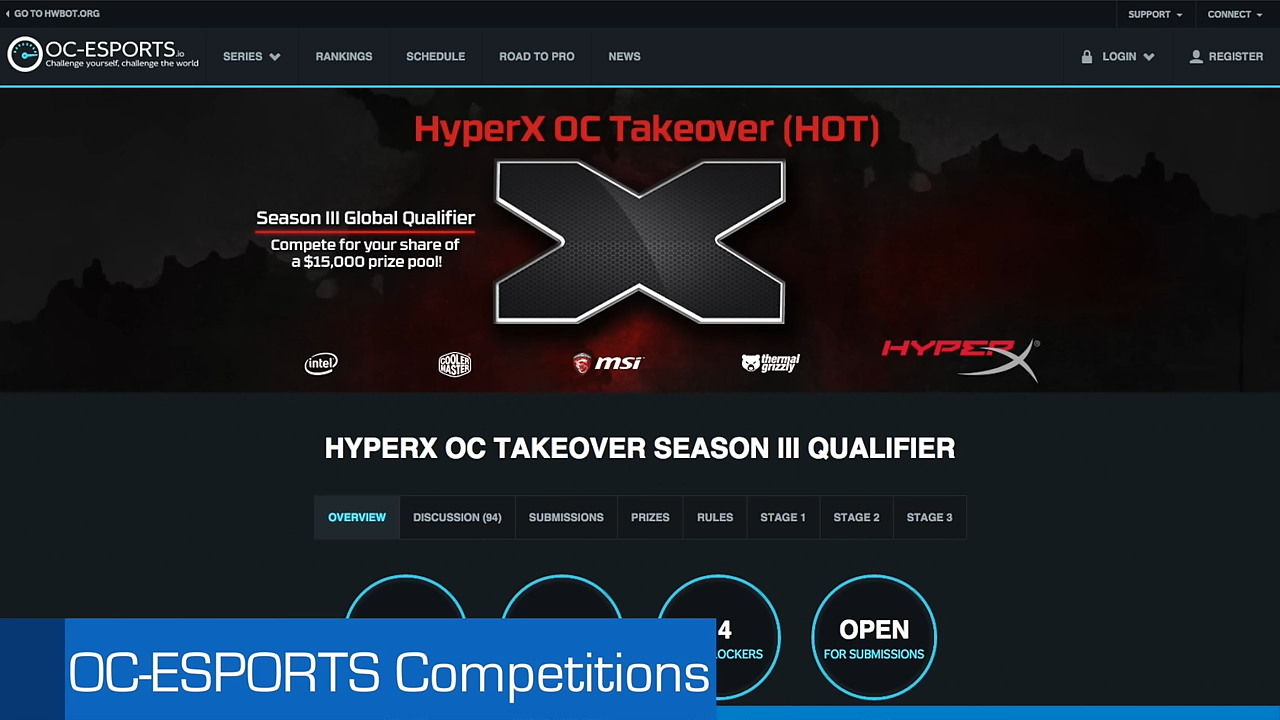 GO TO HWBOT.ORG
SUPPORT
CONNECT
OC-ESPORTS.io
Challenge yourself, challenge the world
SERIES
RANKINGS
SCHEDULE
ROAD TO PRO
NEWS
LOGIN
REGISTER
HyperX OC Takeover (HOT)
Season III Global Qualifier
Compete for your share of
a $15,000 prize pool!
intel
COOLER
MASTER
msi
thermal
grizzly
HYPERX®
HYPERX OC TAKEOVER SEASON III QUALIFIER
OVERVIEW
DISCUSSION (94)
SUBMISSIONS
PRIZES
RULES
STAGE 1
STAGE 2
STAGE 3
4
LOCKERS
OPEN
FOR SUBMISSIONS
OC-ESPORTS Competitions